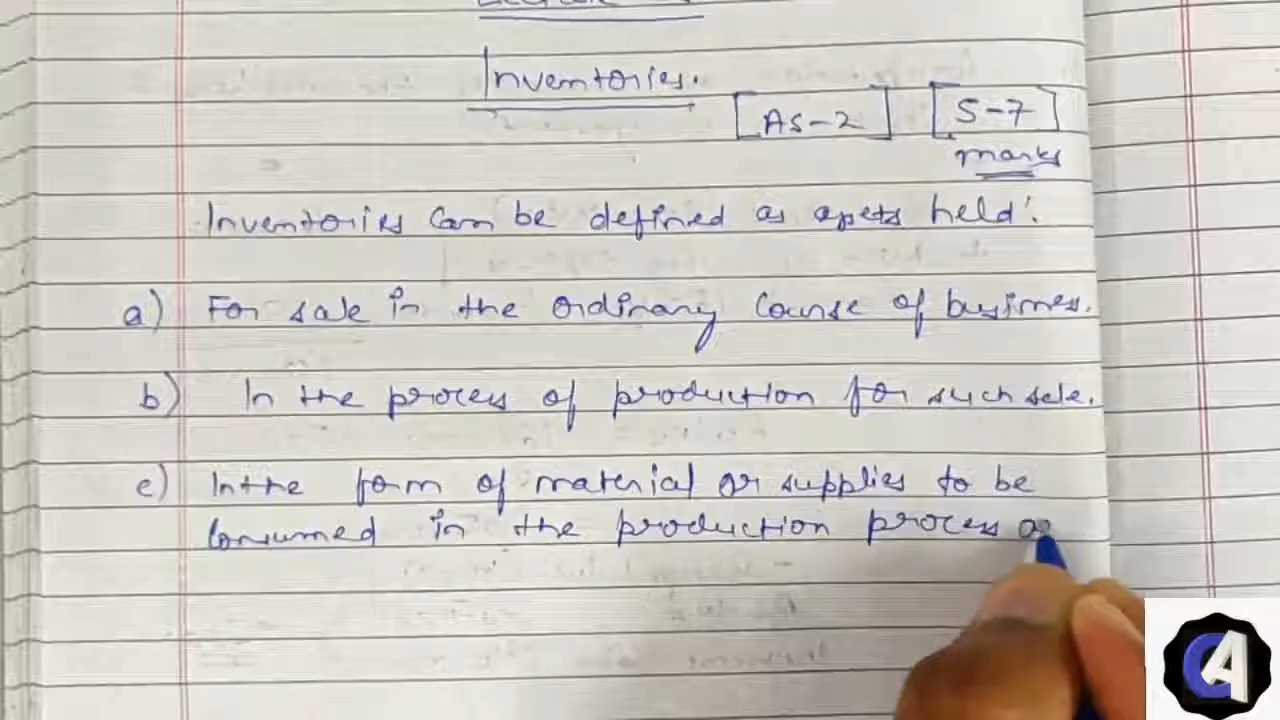 Inventories.
[AS-2] [5-7]
marks
Inventories can be defined as assets held:
a) For sale in the ordinary course of business.
b) In the process of production for such sale.
c) In the form of material or supplies to be
consumed in the production process
CA